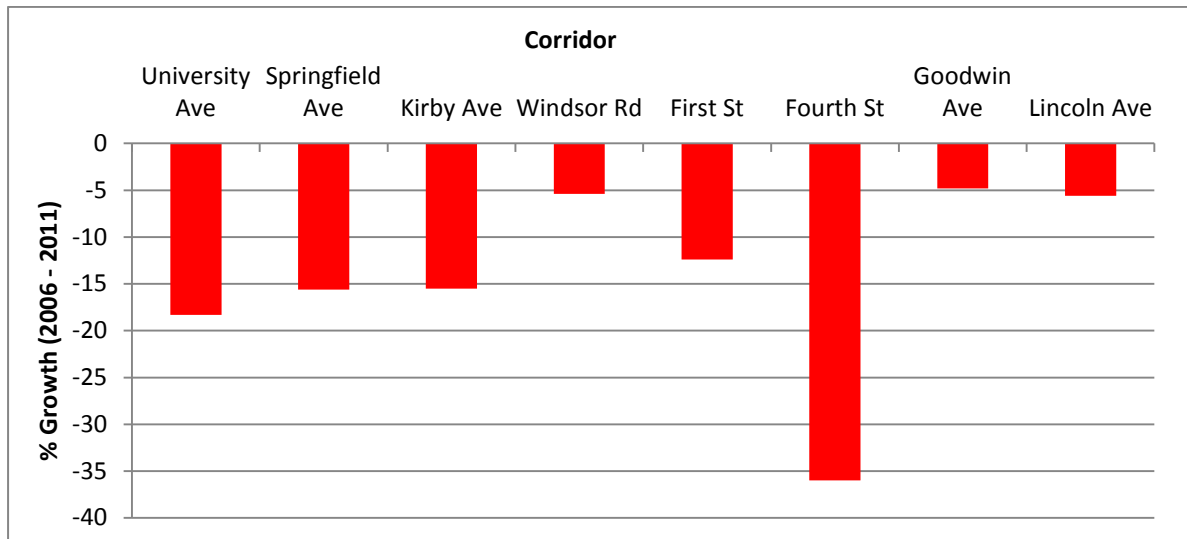 Corridor
University Ave
Springfield Ave
Kirby Ave
Windsor Rd
First St
Fourth St
Goodwin Ave
Lincoln Ave
% Growth (2006 - 2011)
0
-5
-10
-15
-20
-25
-30
-35
-40